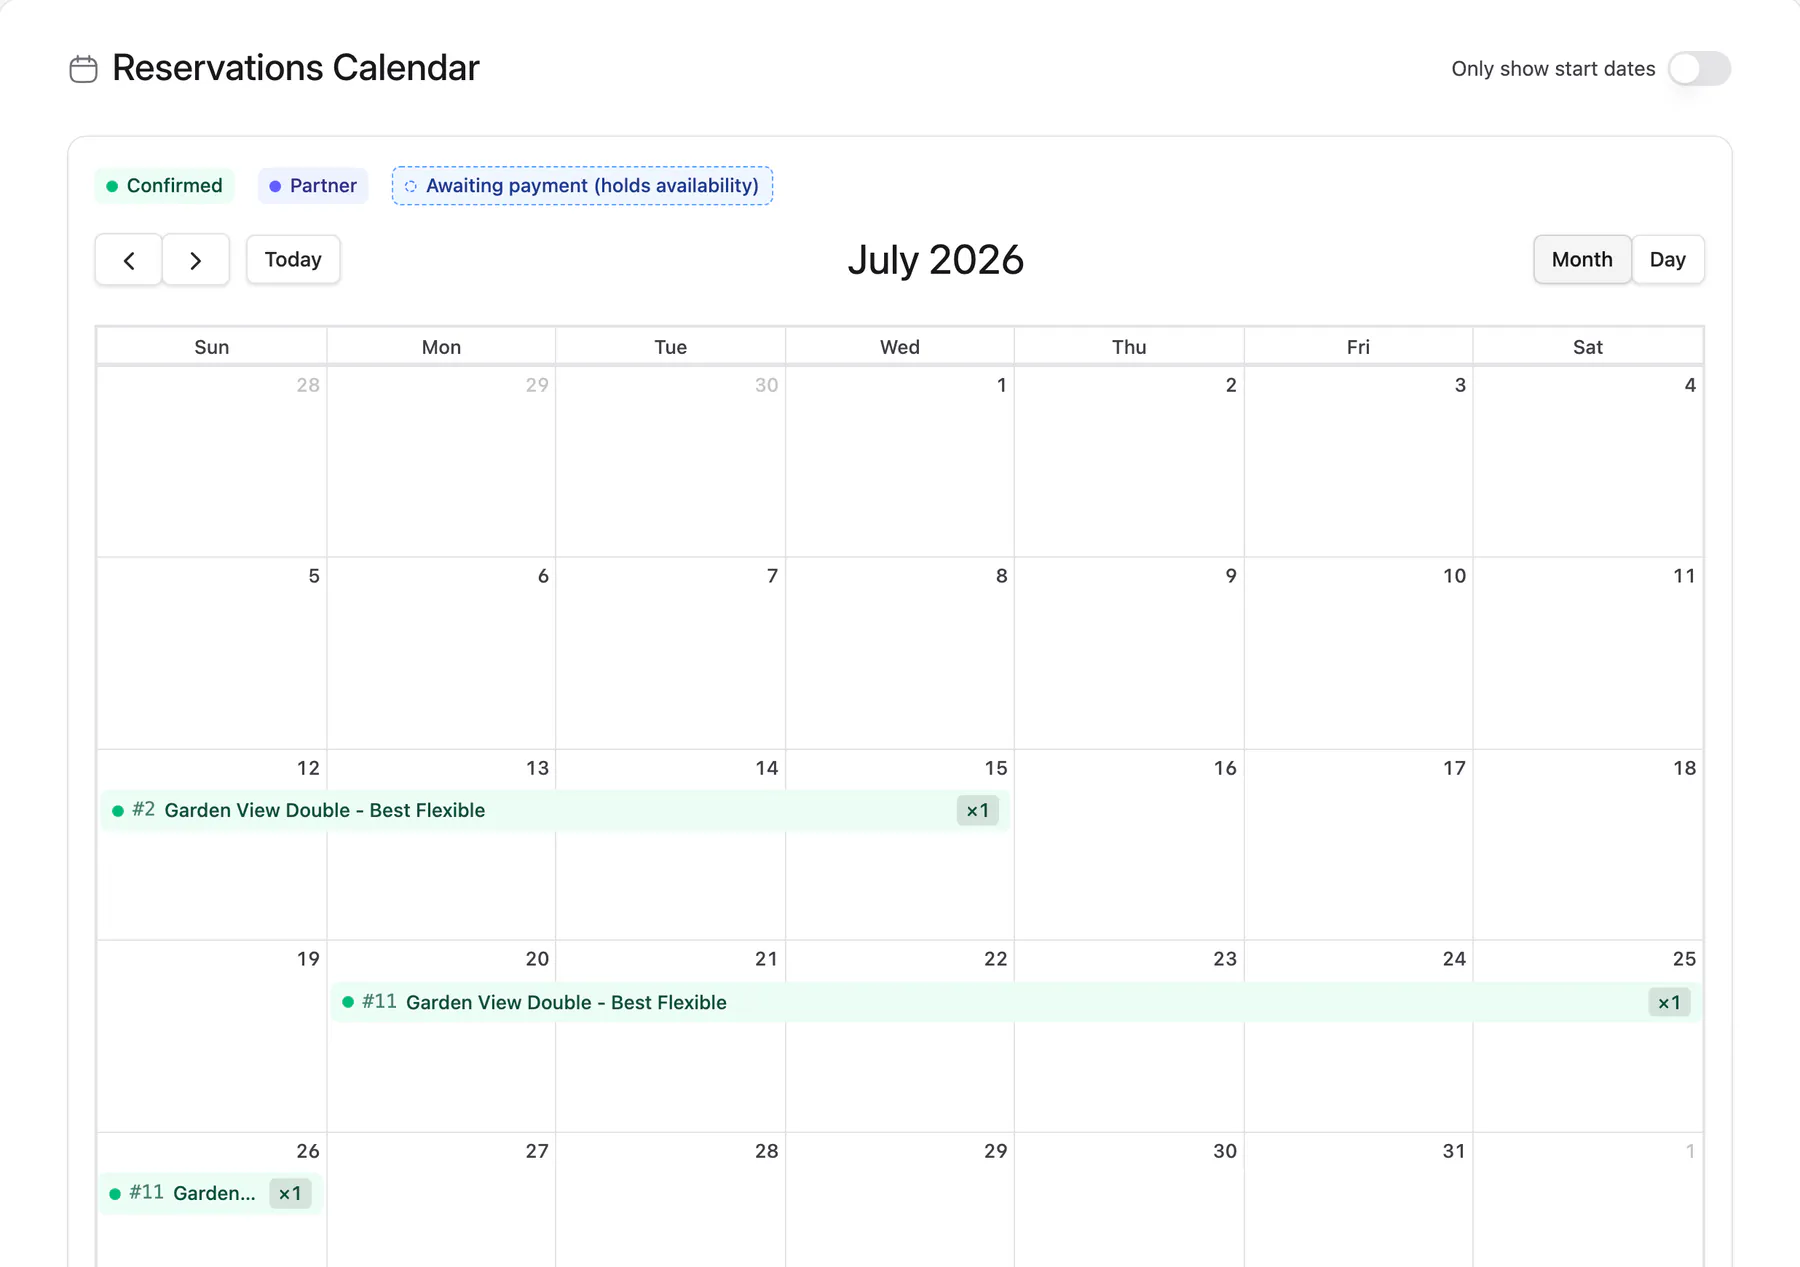 Reservations Calendar
Only show start dates
Confirmed
Partner
Awaiting payment (holds availability)
Today
July 2026
Month
Day
Sun Mon Tue Wed Thu Fri Sat
28 29 30 1 2 3 4
5 6 7 8 9 10 11
12 13 14 15 16 17 18
#2 Garden View Double - Best Flexible ×1
19 20 21 22 23 24 25
#11 Garden View Double - Best Flexible ×1
26 27 28 29 30 31 1
#11 Garden... ×1